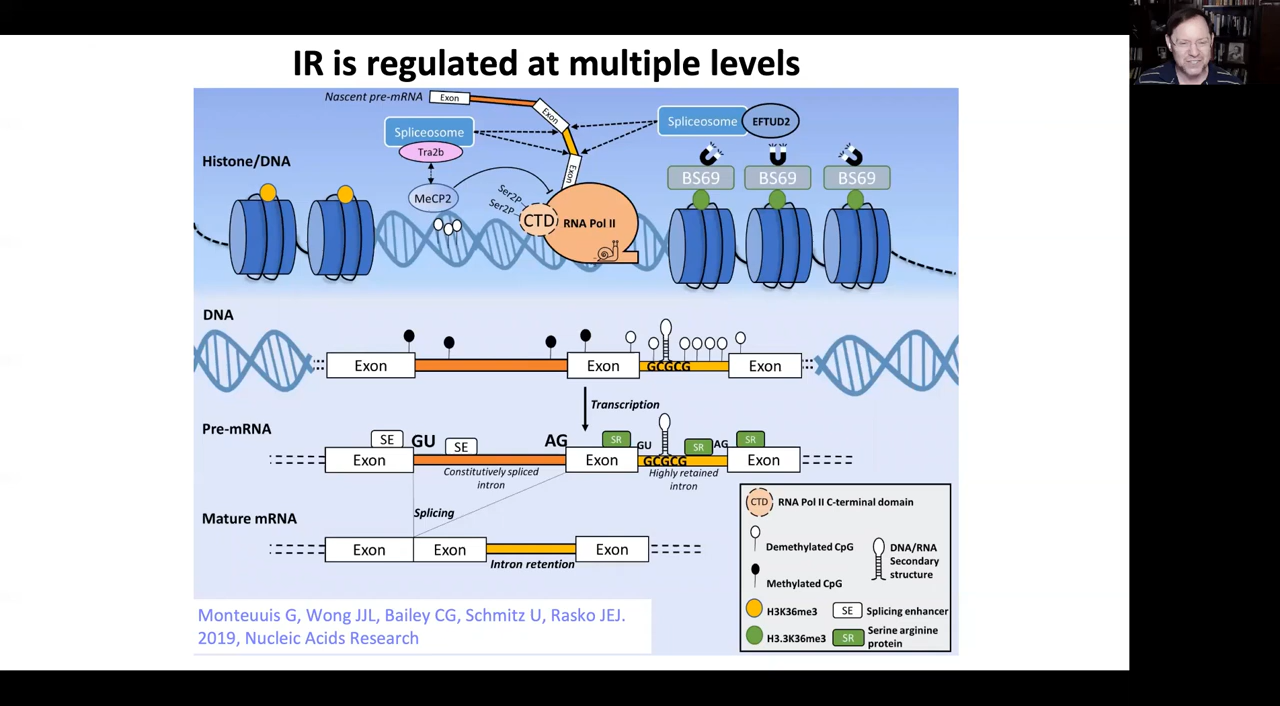 IR is regulated at multiple levels
Nascent pre-mRNA
Exon
Exon
Exon
Spliceosome
Tra2b
MeCP2
Spliceosome
EFTUD2
Histone/DNA
BS69
BS69
BS69
Ser2P
Ser2P
CTD
RNA Pol II
DNA
Exon
Exon
GCGCG
Exon
Transcription
Pre-mRNA
SE
GU
SE
AG
SR
GU
SR
AG
SR
Exon
Exon
GCGCG
Exon
Constitutively spliced
intron
Highly retained
intron
Splicing
Mature mRNA
Exon
Exon
Exon
Intron retention
CTD
RNA Pol II C-terminal domain
Demethylated CpG
DNA/RNA
Secondary
structure
Methylated CpG
H3K36me3
SE
Splicing enhancer
H3.3K36me3
SR
Serine arginine
protein
Monteuuis G, Wong JJL, Bailey CG, Schmitz U, Rasko JEJ.
2019, Nucleic Acids Research